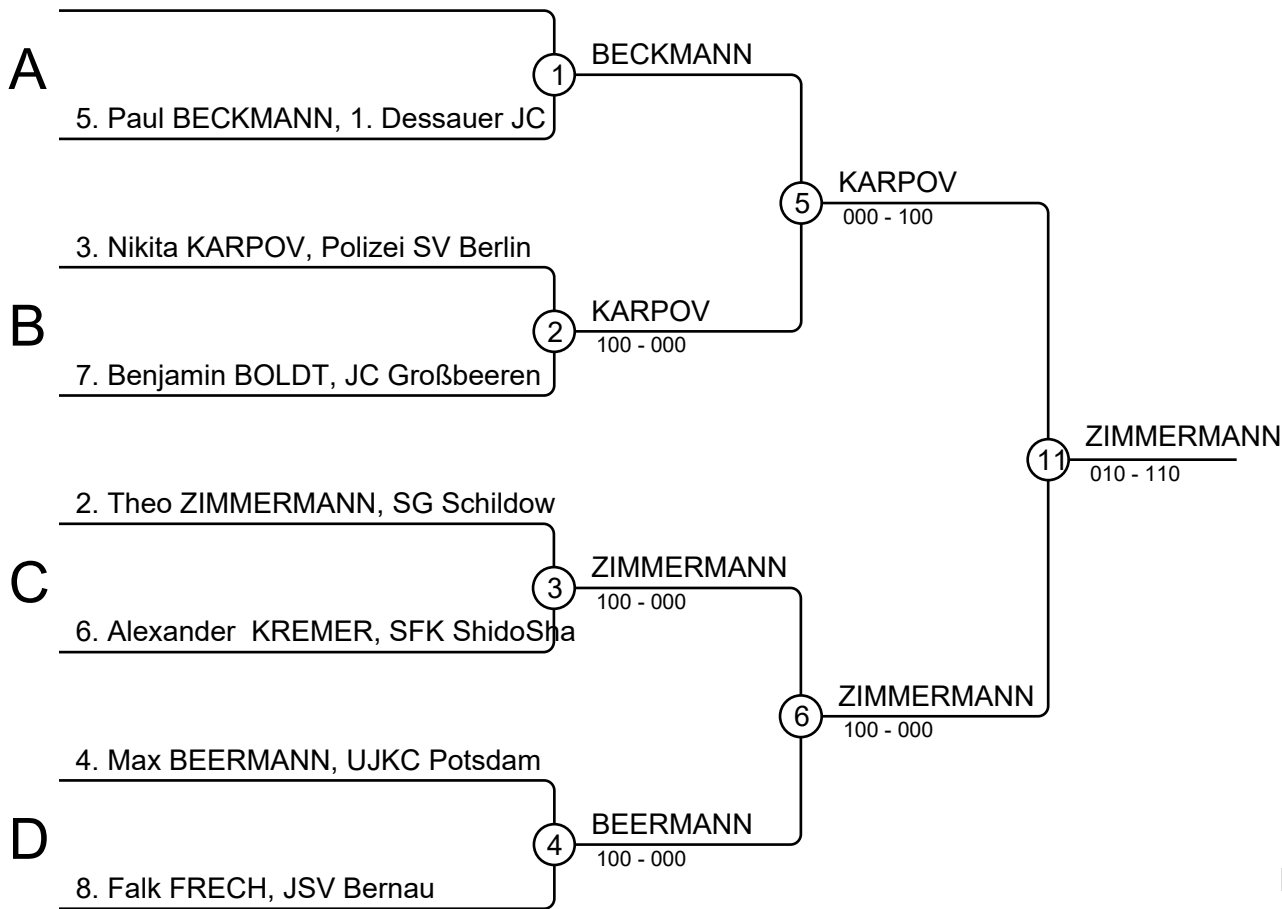 A
1
BECKMANN
5. Paul BECKMANN, 1. Dessauer JC
5
KARPOV
000 - 100
3. Nikita KARPOV, Polizei SV Berlin
B
2
KARPOV
100 - 000
7. Benjamin BOLDT, JC Großbeeren
11
ZIMMERMANN
010 - 110
2. Theo ZIMMERMANN, SG Schildow
C
3
ZIMMERMANN
100 - 000
6. Alexander  KREMER, SFK ShidoSha
6
ZIMMERMANN
100 - 000
4. Max BEERMANN, UJKC Potsdam
D
4
BEERMANN
100 - 000
8. Falk FRECH, JSV Bernau